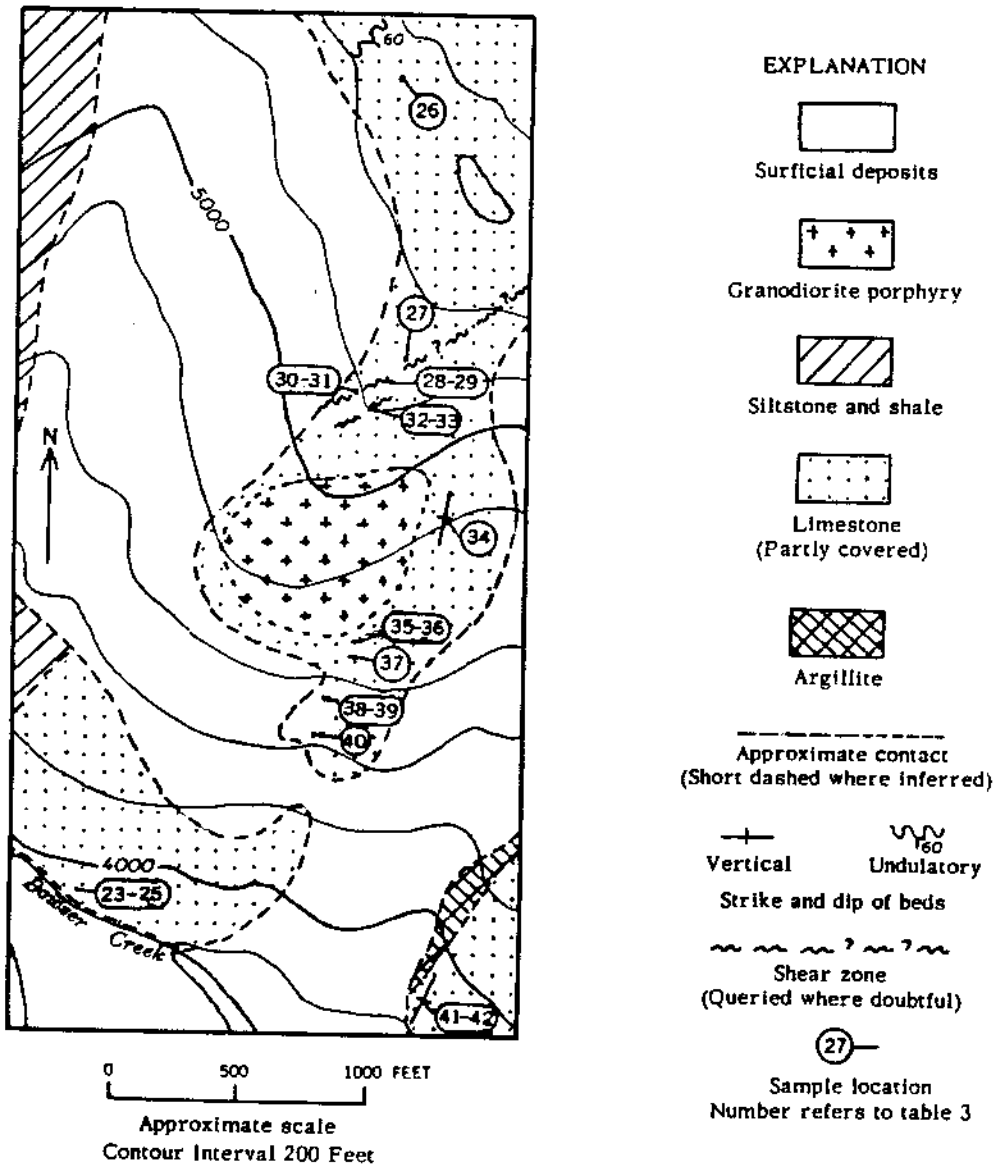 60
26
5000
27
30-31
28-29
32-33
N
34
35-36
37
38-39
40
4000
23-25
Bowser Creek
41-42
0 500 1000 FEET
Approximate scale
Contour Interval 200 Feet
EXPLANATION
Surficial deposits
Granodiorite porphyry
Siltstone and shale
Limestone
(Partly covered)
Argillite
Approximate contact
(Short dashed where inferred)
60
Vertical Undulatory
Strike and dip of beds
? ?
Shear zone
(Queried where doubtful)
27
Sample location
Number refers to table 3